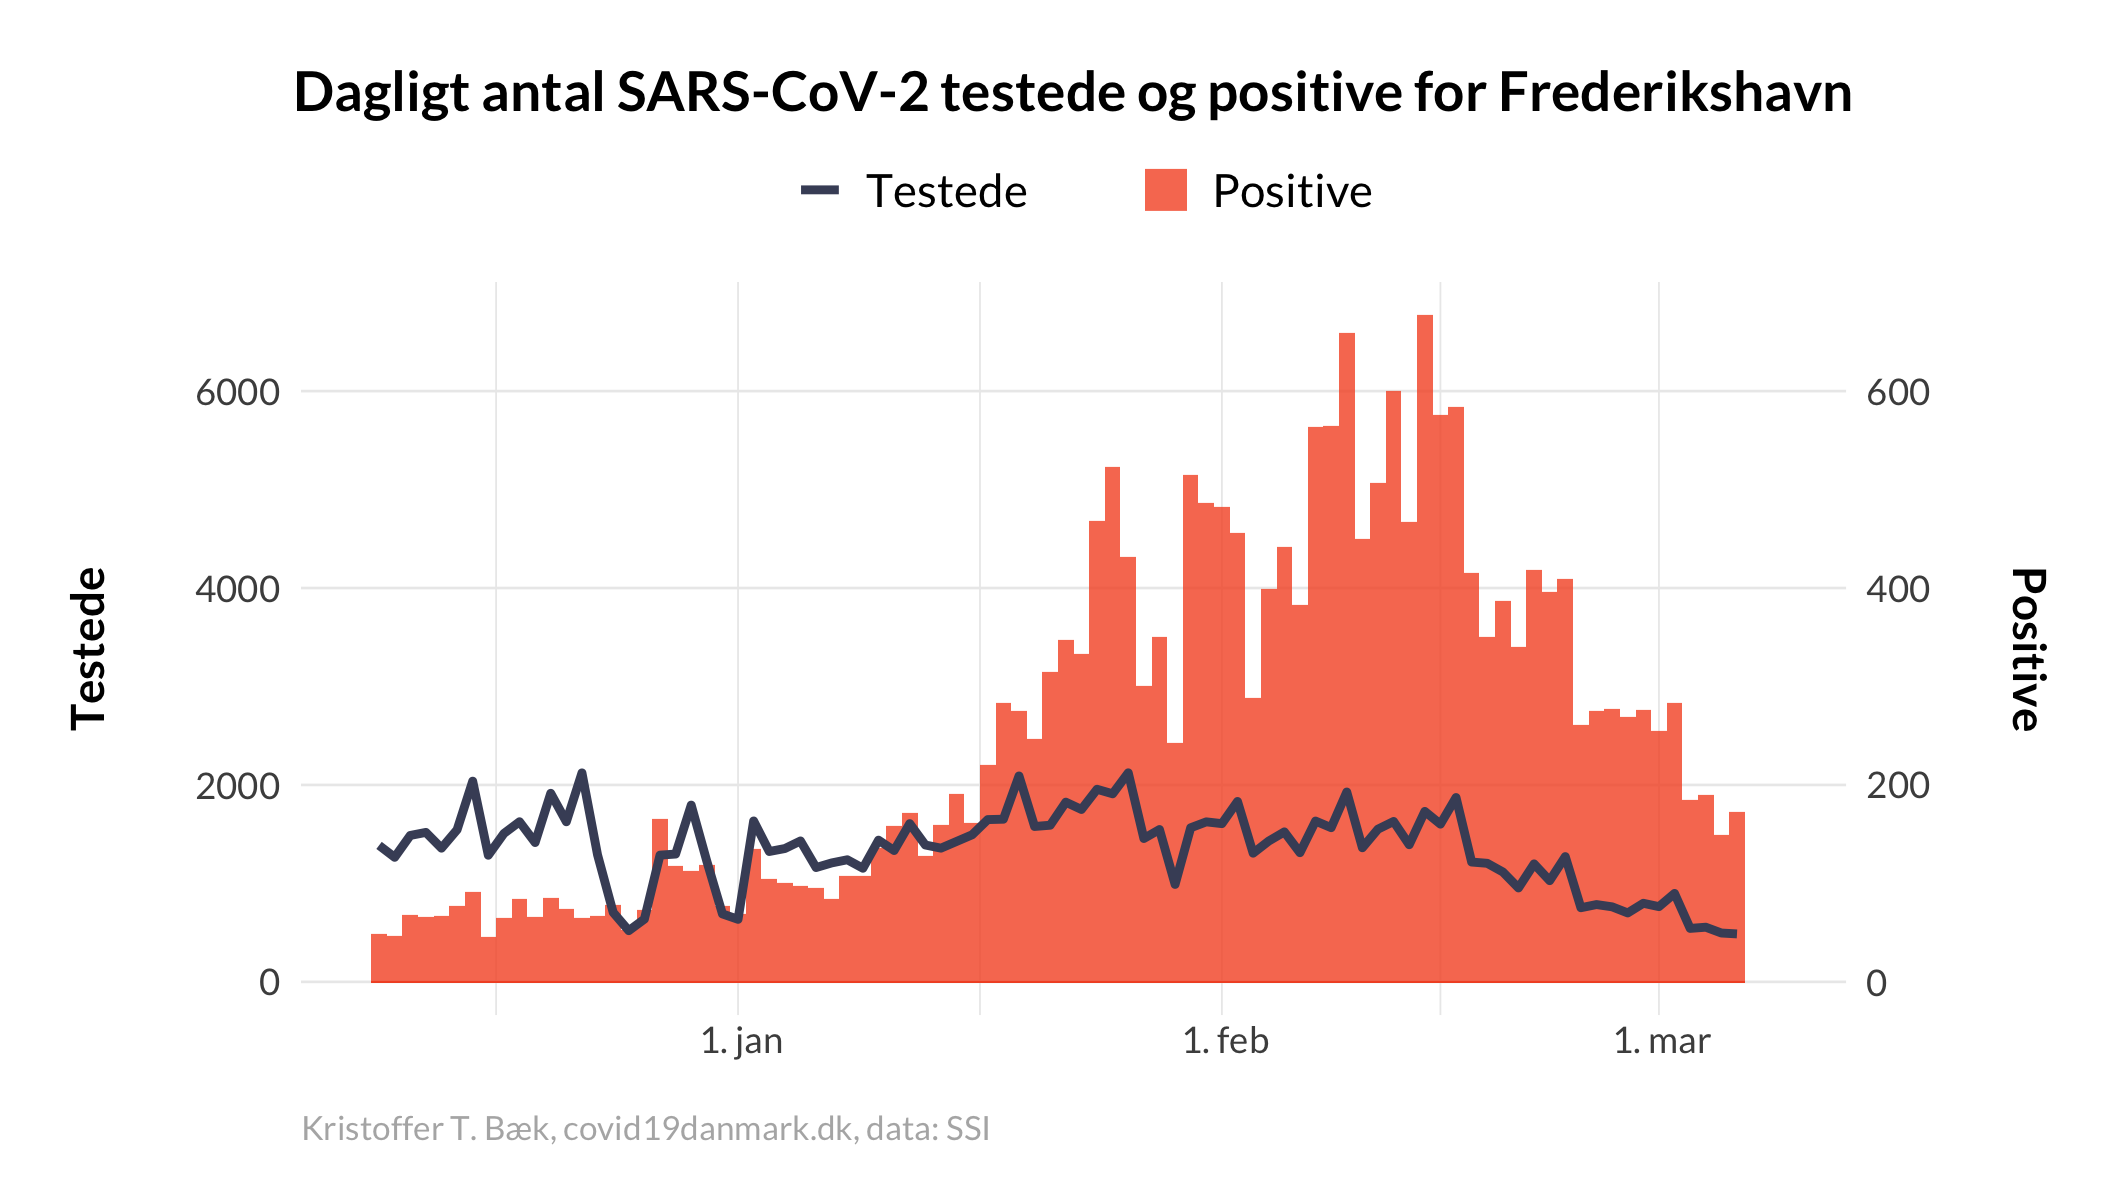 Dagligt antal SARS-CoV-2 testede og positive for Frederikshavn
Testede
Positive
6000
4000
2000
0
Testede
600
400
200
0
Positive
1. jan
1. feb
1. mar
Kristoffer T. Bæk, covid19danmark.dk, data: SSI